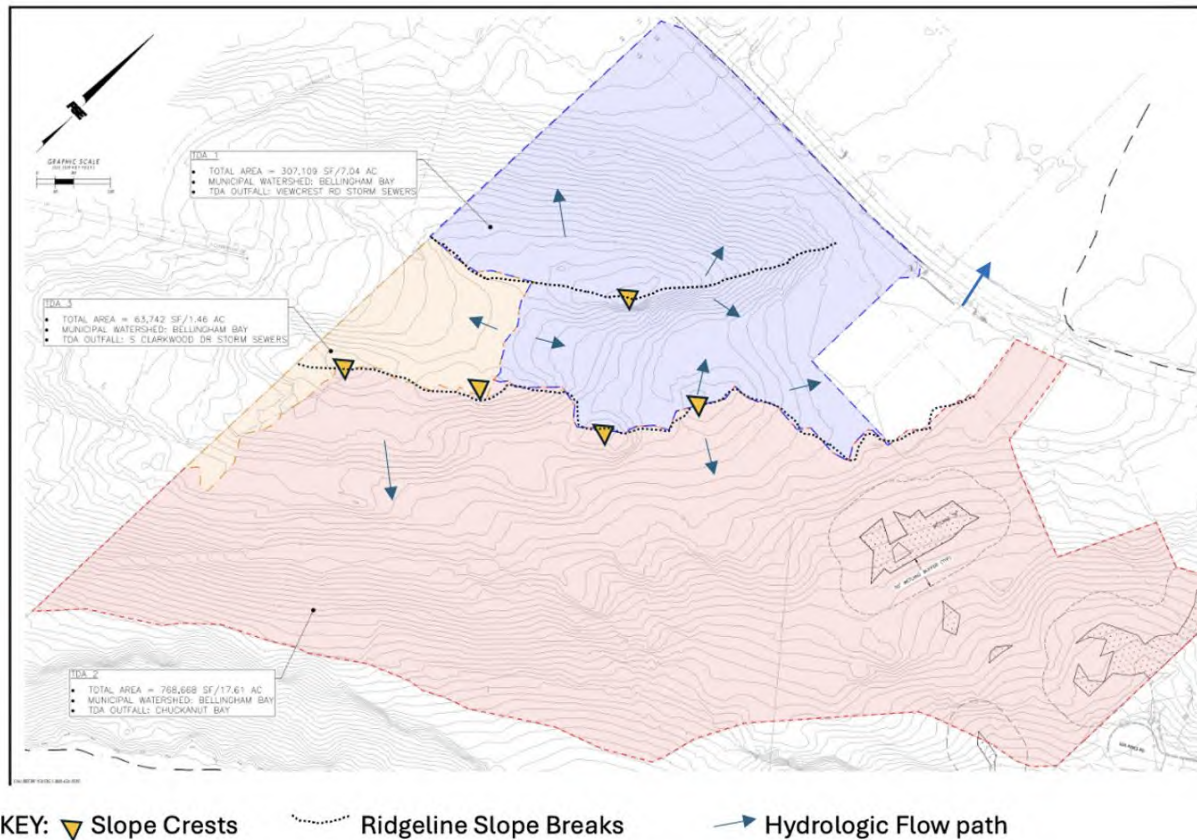 GRAPHIC SCALE
TDA 1
• TOTAL AREA = 307,109 SF/7.04 AC
• MUNICIPAL WATERSHED: BELLINGHAM BAY
• TDA OUTFALL: VIEWCREST RD STORM SEWERS
TDA 3
• TOTAL AREA = 63,742 SF/1.46 AC
• MUNICIPAL WATERSHED: BELLINGHAM BAY
• TDA OUTFALL: S CLARKWOOD DR STORM SEWERS
TDA 2
• TOTAL AREA = 768,668 SF/17.61 AC
• MUNICIPAL WATERSHED: BELLINGHAM BAY
• TDA OUTFALL: CHUCKANUT BAY
KEY: Slope Crests Ridgeline Slope Breaks Hydrologic Flow path